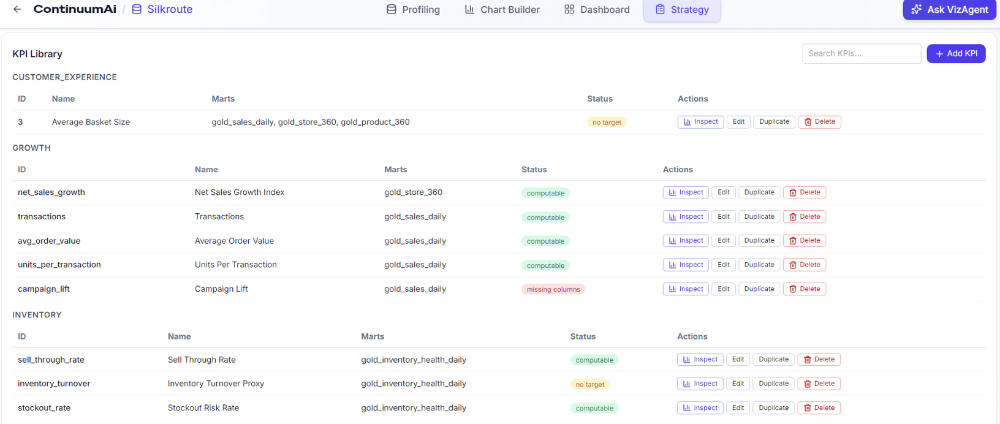 ContinuumAi / Silkroute Profiling Chart Builder Dashboard Strategy Ask VizAgent
KPI Library Search KPIs... + Add KPI
CUSTOMER_EXPERIENCE
ID Name Marts Status Actions
3 Average Basket Size gold_sales_daily, gold_store_360, gold_product_360 no target Inspect Edit Duplicate Delete
GROWTH
ID Name Marts Status Actions
net_sales_growth Net Sales Growth Index gold_store_360 computable Inspect Edit Duplicate Delete
transactions Transactions gold_sales_daily computable Inspect Edit Duplicate Delete
avg_order_value Average Order Value gold_sales_daily computable Inspect Edit Duplicate Delete
units_per_transaction Units Per Transaction gold_sales_daily computable Inspect Edit Duplicate Delete
campaign_lift Campaign Lift gold_sales_daily missing columns Inspect Edit Duplicate Delete
INVENTORY
ID Name Marts Status Actions
sell_through_rate Sell Through Rate gold_inventory_health_daily computable Inspect Edit Duplicate Delete
inventory_turnover Inventory Turnover Proxy gold_inventory_health_daily no target Inspect Edit Duplicate Delete
stockout_rate Stockout Risk Rate gold_inventory_health_daily computable Inspect Edit Duplicate Delete